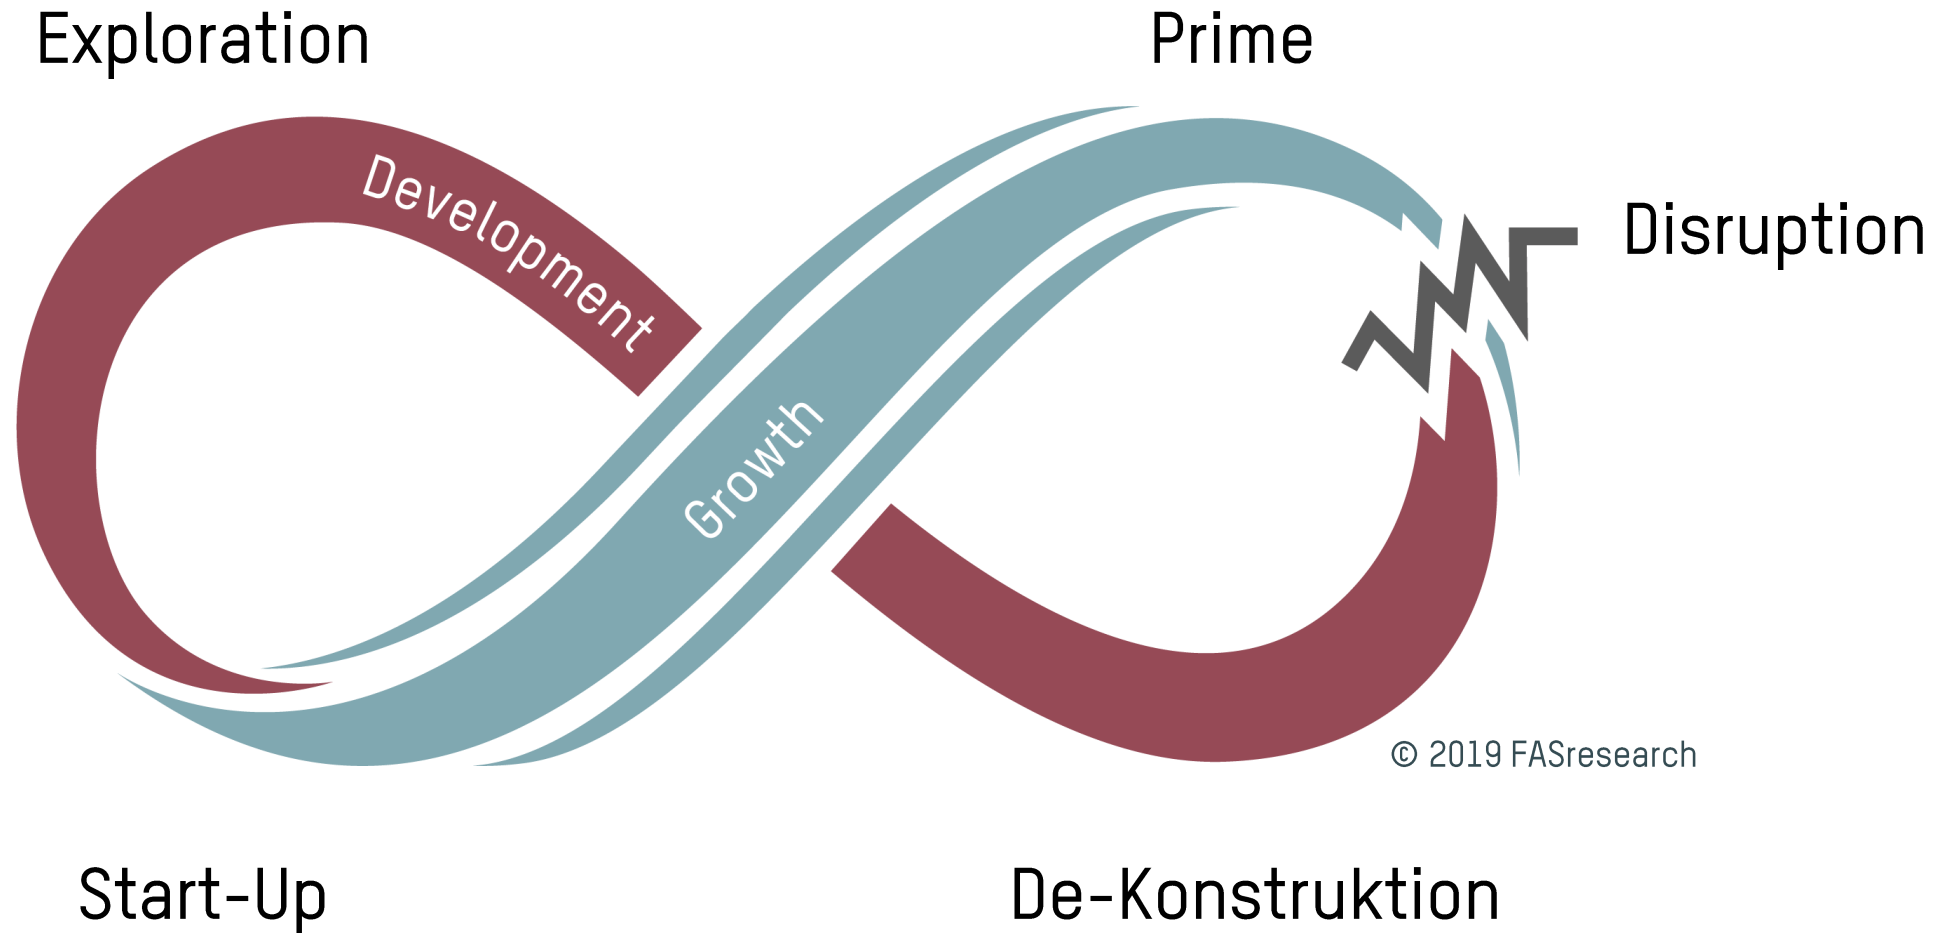 Exploration
Prime
Development
Disruption
Growth
© 2019 FASresearch
Start-Up
De-Konstruktion